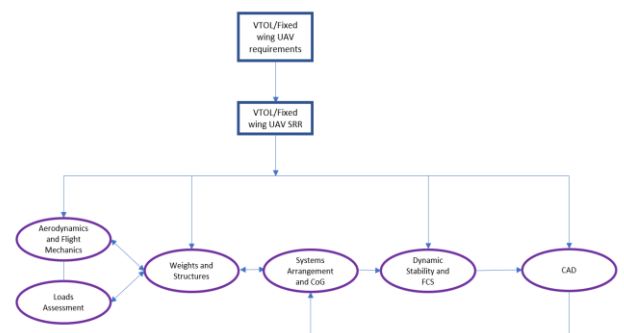 VTOL/Fixed
wing UAV
requirements
VTOL/Fixed
wing UAV SRR
Aerodynamics
and Flight
Mechanics
Loads
Assessment
Weights and
Structures
Systems
Arrangement
and CoG
Dynamic
Stability and
FCS
CAD